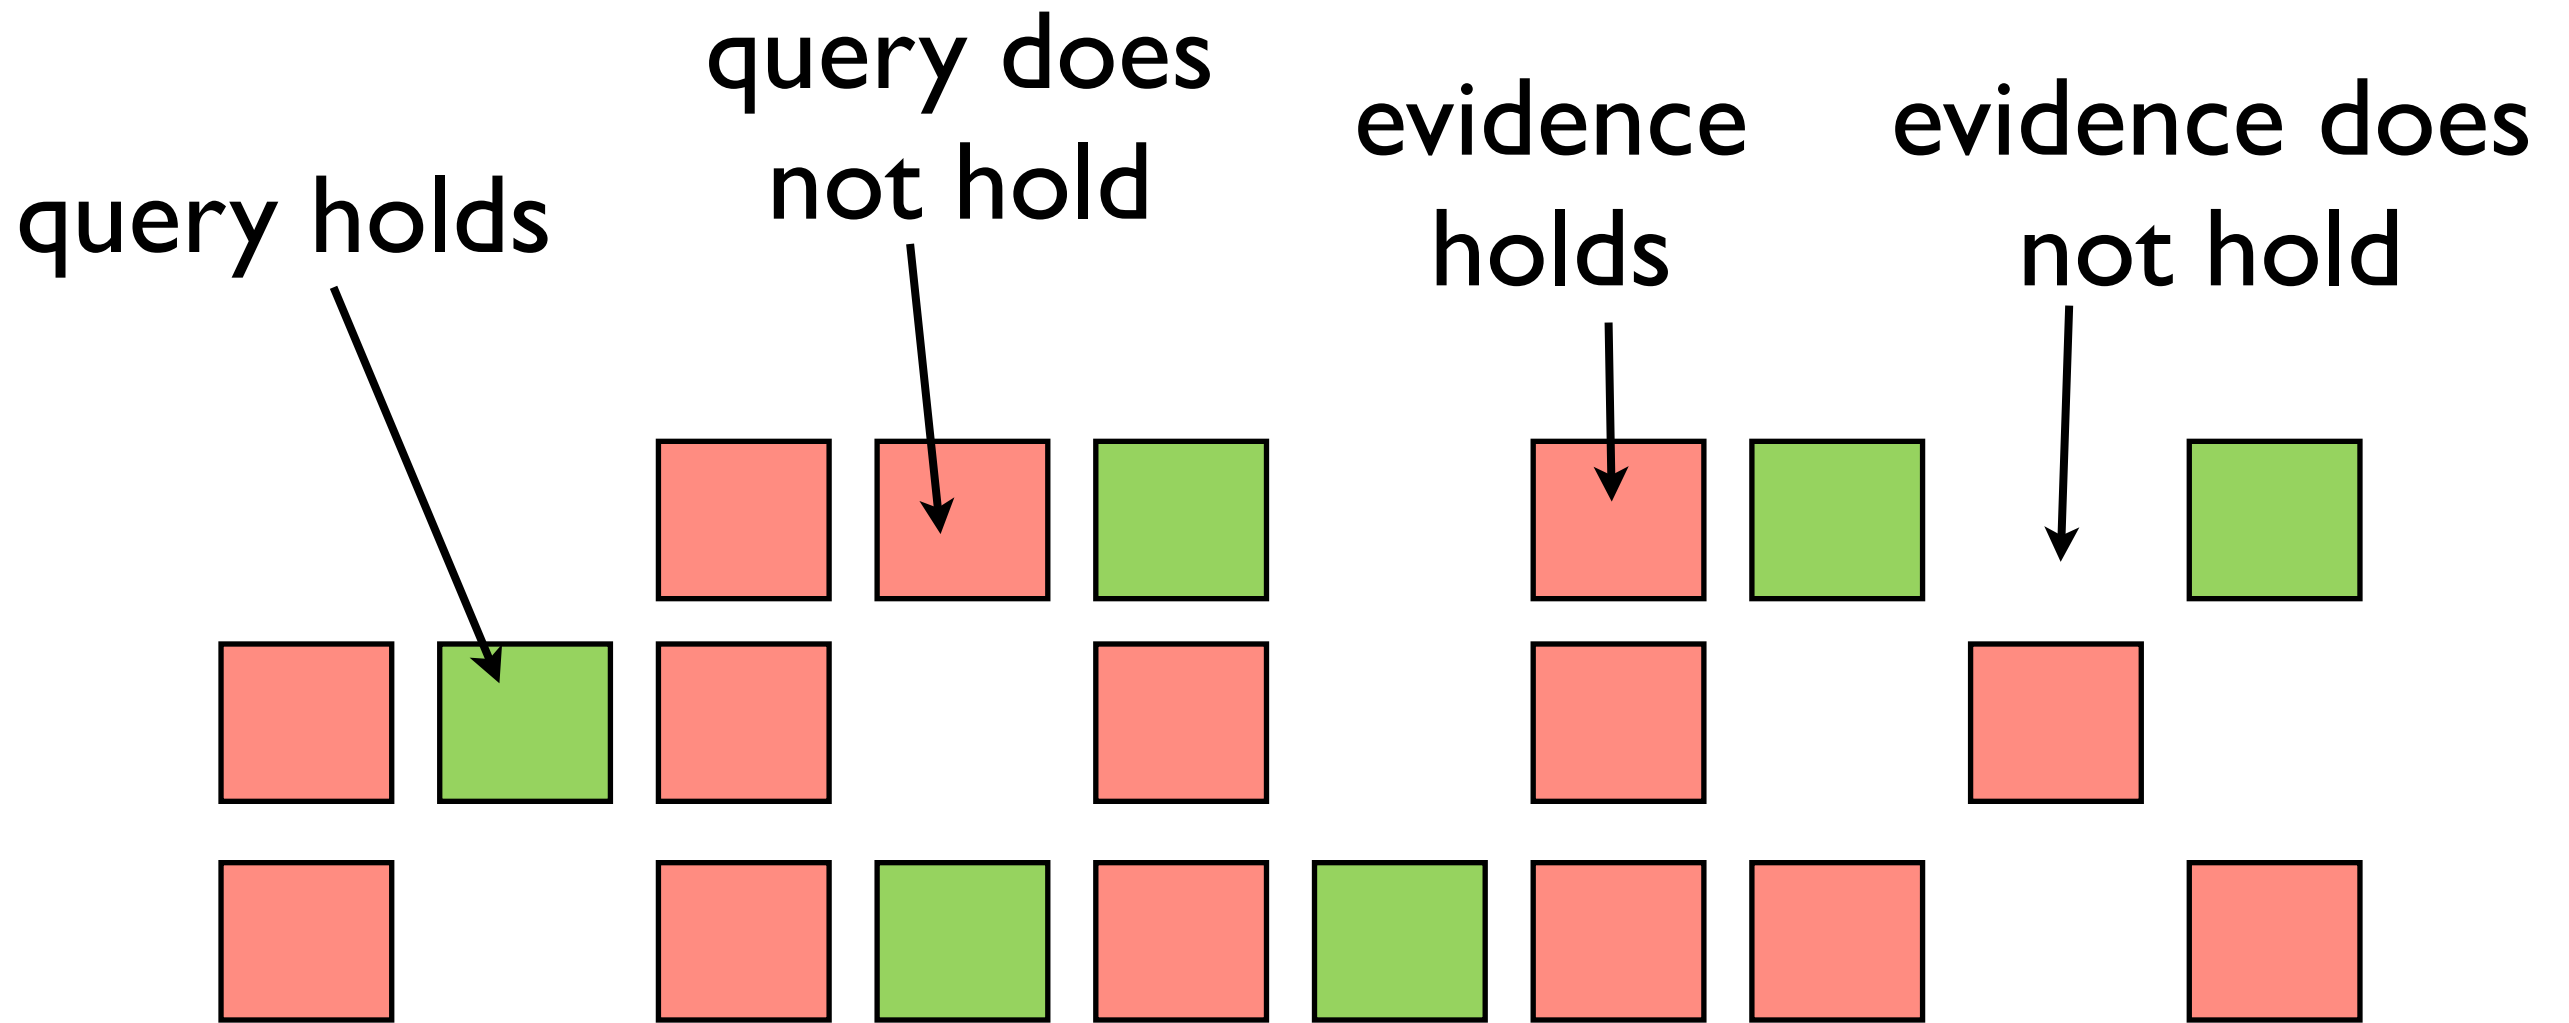 query holds
query does
not hold
evidence
holds
evidence does
not hold